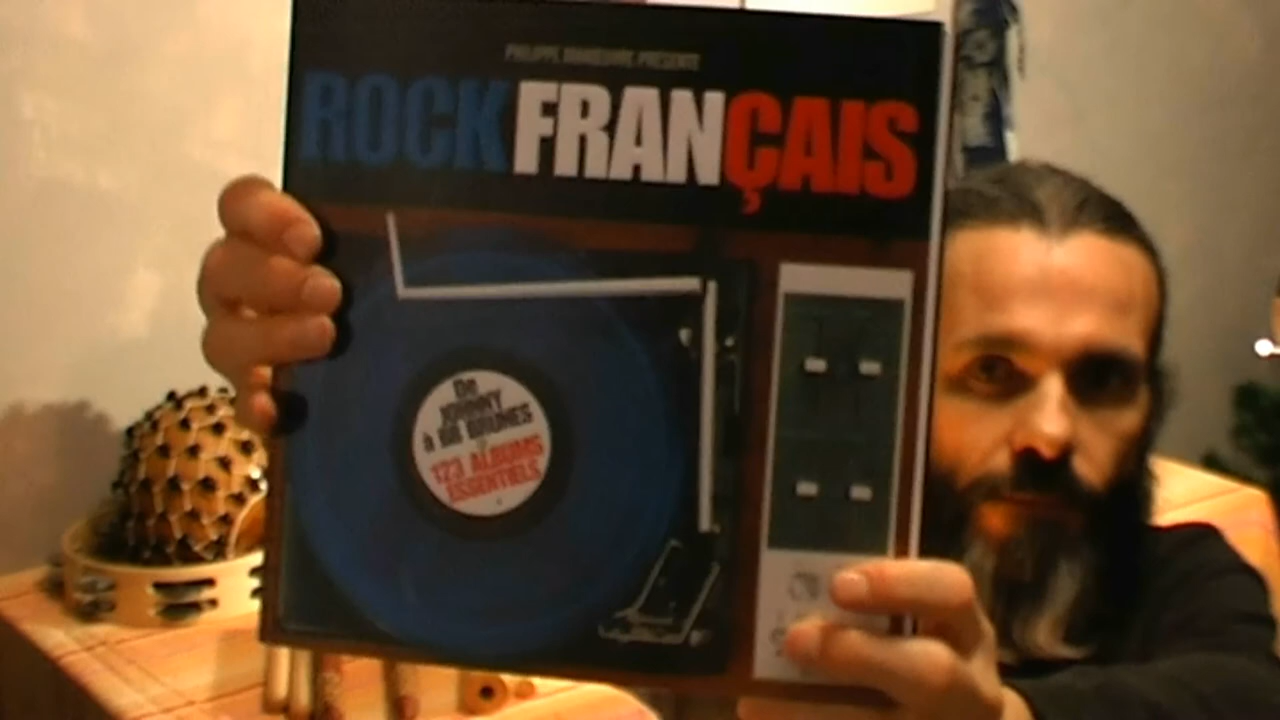 PHILIPPE MANOEUVRE PRÉSENTE
ROCK FRANÇAIS
De
JOHNNY
à BB BRUNES
123 ALBUMS
ESSENTIELS